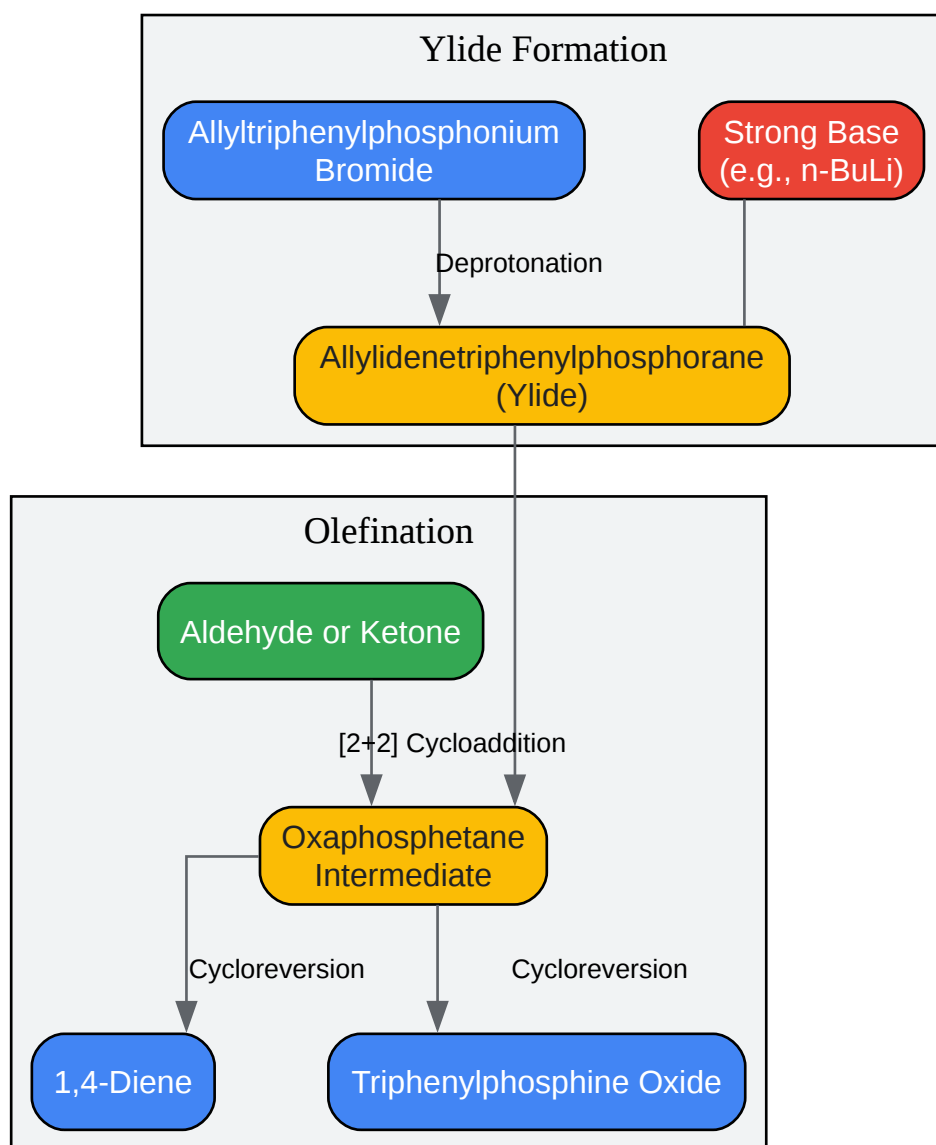 Ylide Formation
Allyltriphenylphosphonium
Bromide
Strong Base
(e.g., n-BuLi)
Deprotonation
Allylidenetriphenylphosphorane
(Ylide)
Olefination
Aldehyde or Ketone
[2+2] Cycloaddition
Oxaphosphetane
Intermediate
Cycloreversion
Cycloreversion
1,4-Diene
Triphenylphosphine Oxide